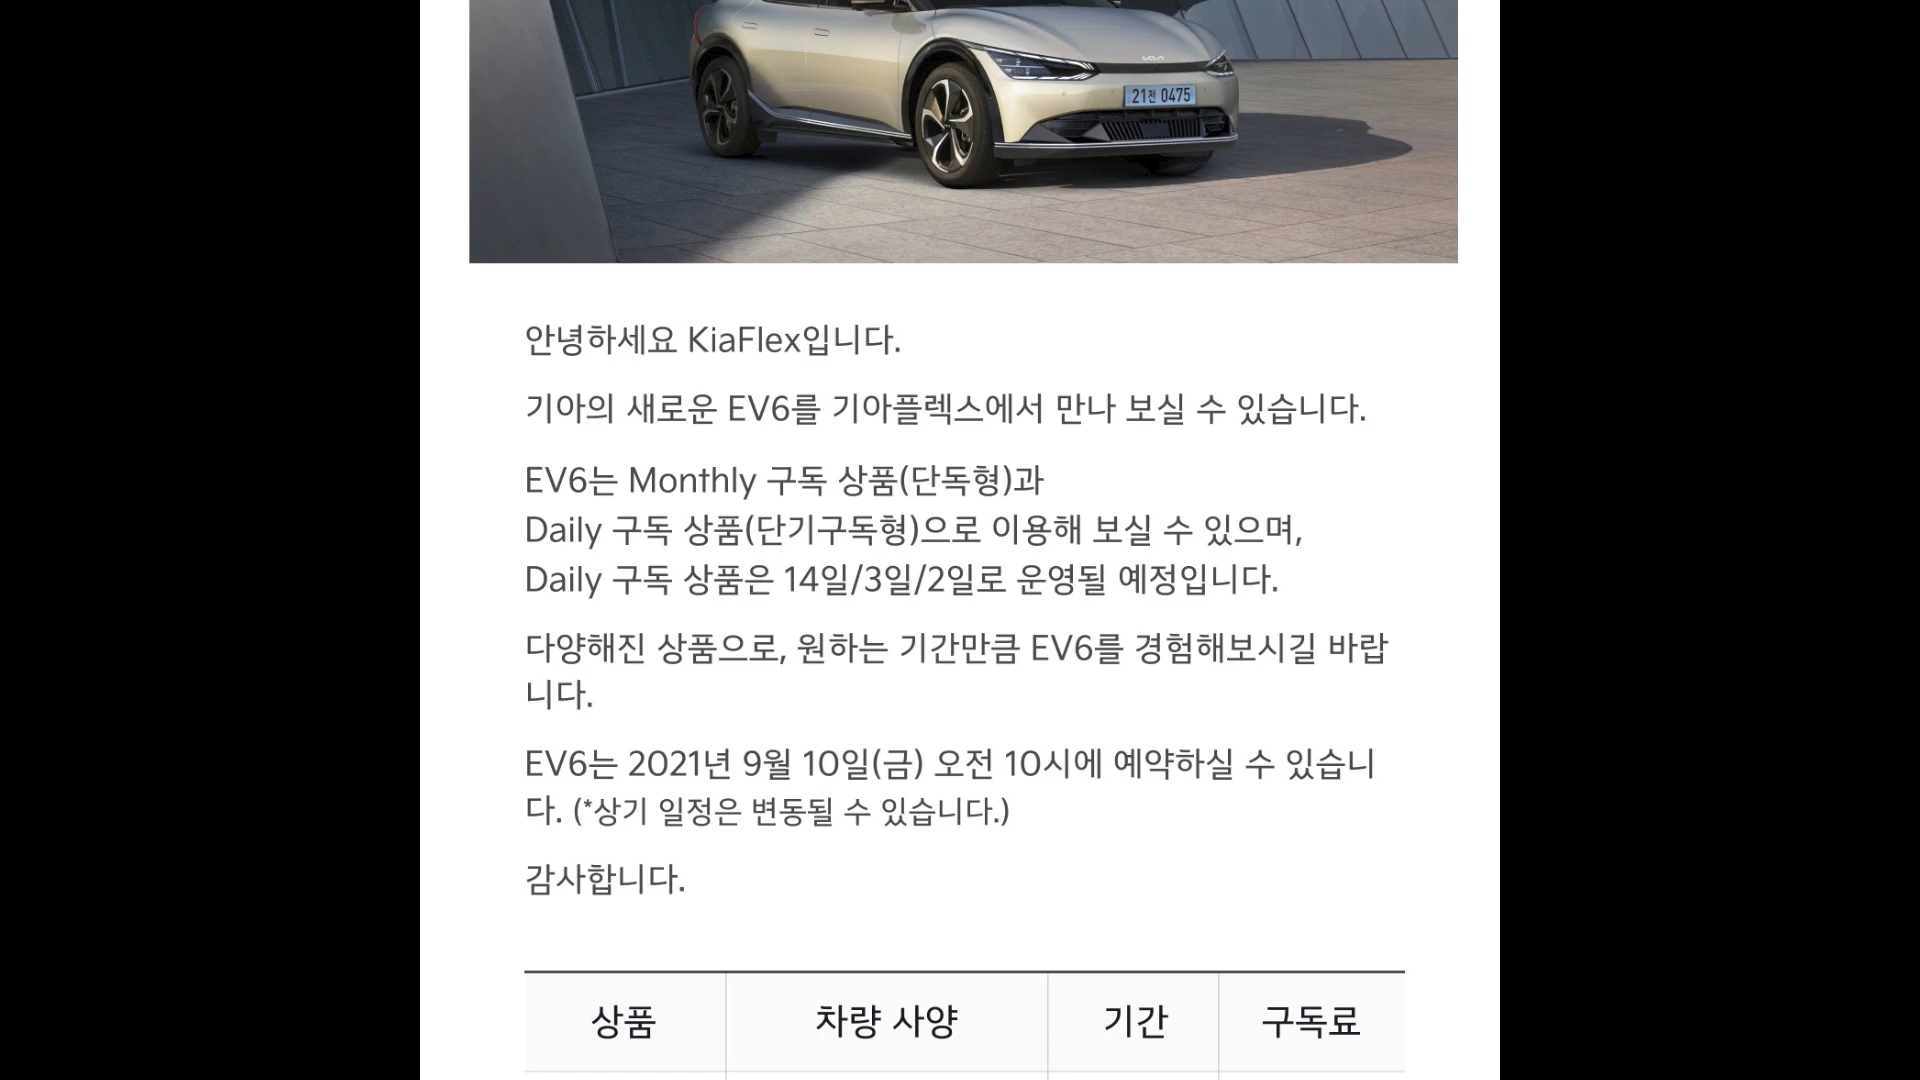 21전 0475
안녕하세요 KiaFlex입니다.
기아의 새로운 EV6를 기아플렉스에서 만나 보실 수 있습니다.
EV6는 Monthly 구독 상품(단독형)과
Daily 구독 상품(단기구독형)으로 이용해 보실 수 있으며,
Daily 구독 상품은 14일/3일/2일로 운영될 예정입니다.
다양해진 상품으로, 원하는 기간만큼 EV6를 경험해보시길 바랍
니다.
EV6는 2021년 9월 10일(금) 오전 10시에 예약하실 수 있습니
다. (*상기 일정은 변동될 수 있습니다.)
감사합니다.
상품 차량 사양 기간 구독료